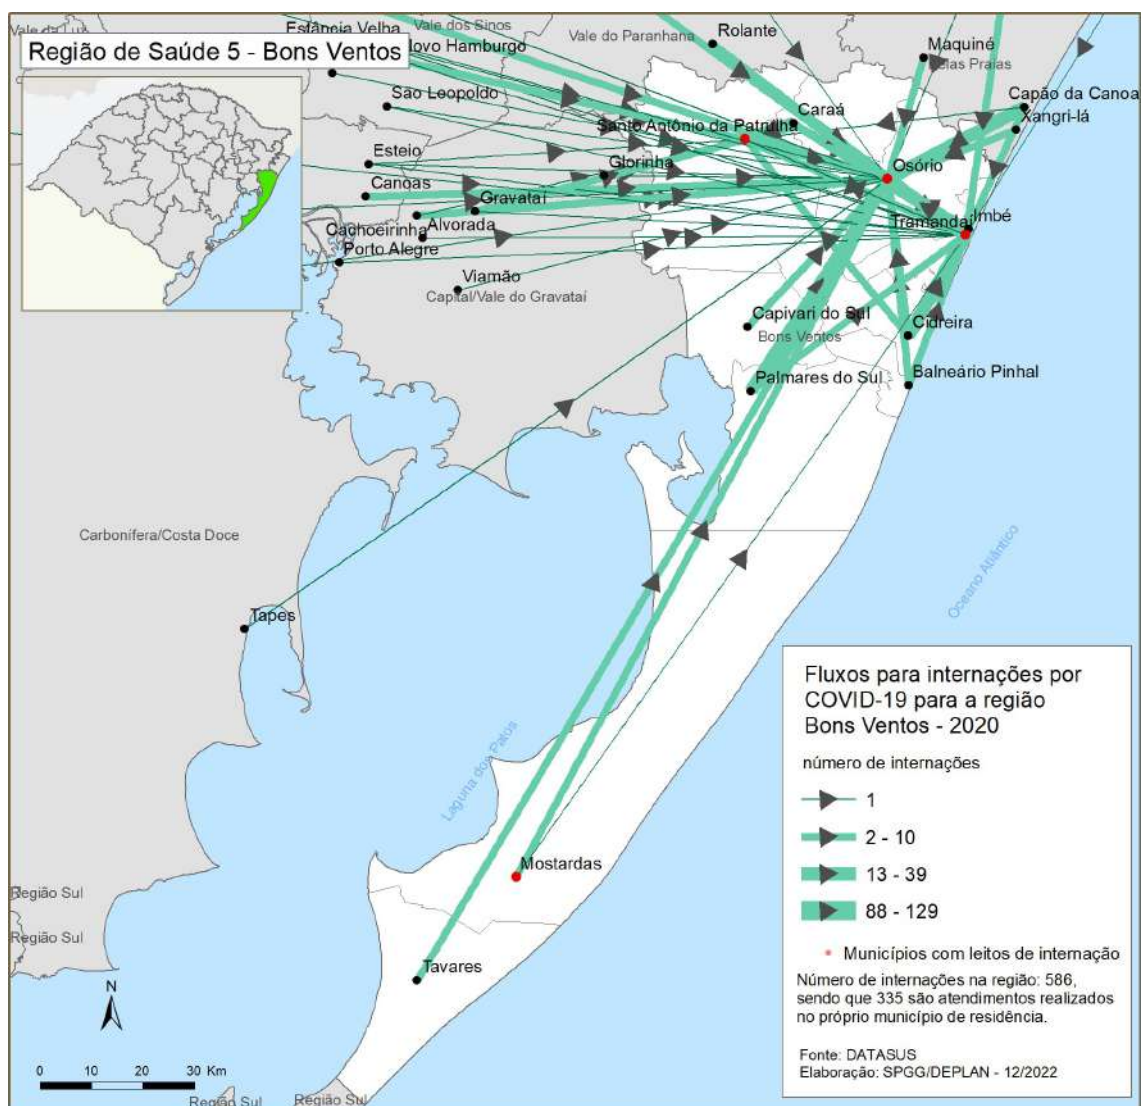 Vale da Luz
Estância Velha
Vale dos Sinos
Novo Hamburgo
Vale do Paranhana
Rolante
Maquiné
Belas Praias
Região de Saúde 5 - Bons Ventos
São Leopoldo
Caraá
Capão da Canoa
Xangri-lá
Santo Antônio da Patrulha
Esteio
Glorinha
Osório
Canoas
Gravataí
Cachoeirinha
Alvorada
Tramandaí
Imbé
Porto Alegre
Viamão
Capital/Vale do Gravataí
Capivari do Sul
Bons Ventos
Cidreira
Palmares do Sul
Balneário Pinhal
Carbonífera/Costa Doce
Oceano Atlântico
Tapes
Laguna dos Patos
Mostardas
Tavares
Região Sul
Região Sul
Região Sul
Região Sul
N
0 10 20 30 Km
Fluxos para internações por
COVID-19 para a região
Bons Ventos - 2020
número de internações
1
2 - 10
13 - 39
88 - 129
Municípios com leitos de internação
Número de internações na região: 586,
sendo que 335 são atendimentos realizados
no próprio município de residência.
Fonte: DATASUS
Elaboração: SPGG/DEPLAN - 12/2022